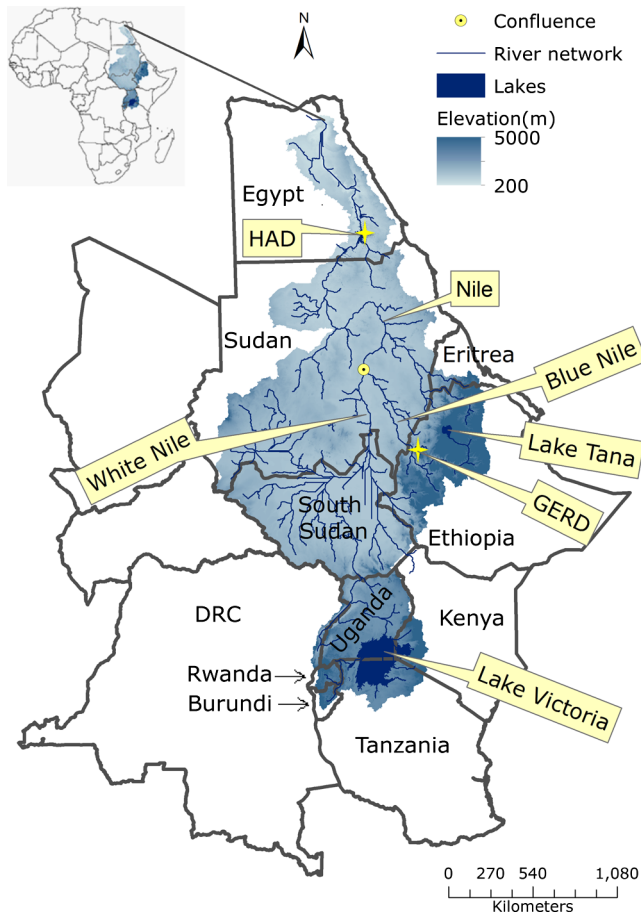 N
Confluence
River network
Lakes
Elevation(m)
5000
200
Egypt
HAD
Nile
Sudan
Eritrea
Blue Nile
White Nile
Lake Tana
GERD
South
Sudan
Ethiopia
DRC
Uganda
Kenya
Rwanda
Burundi
Lake Victoria
Tanzania
0 270 540 1,080
Kilometers